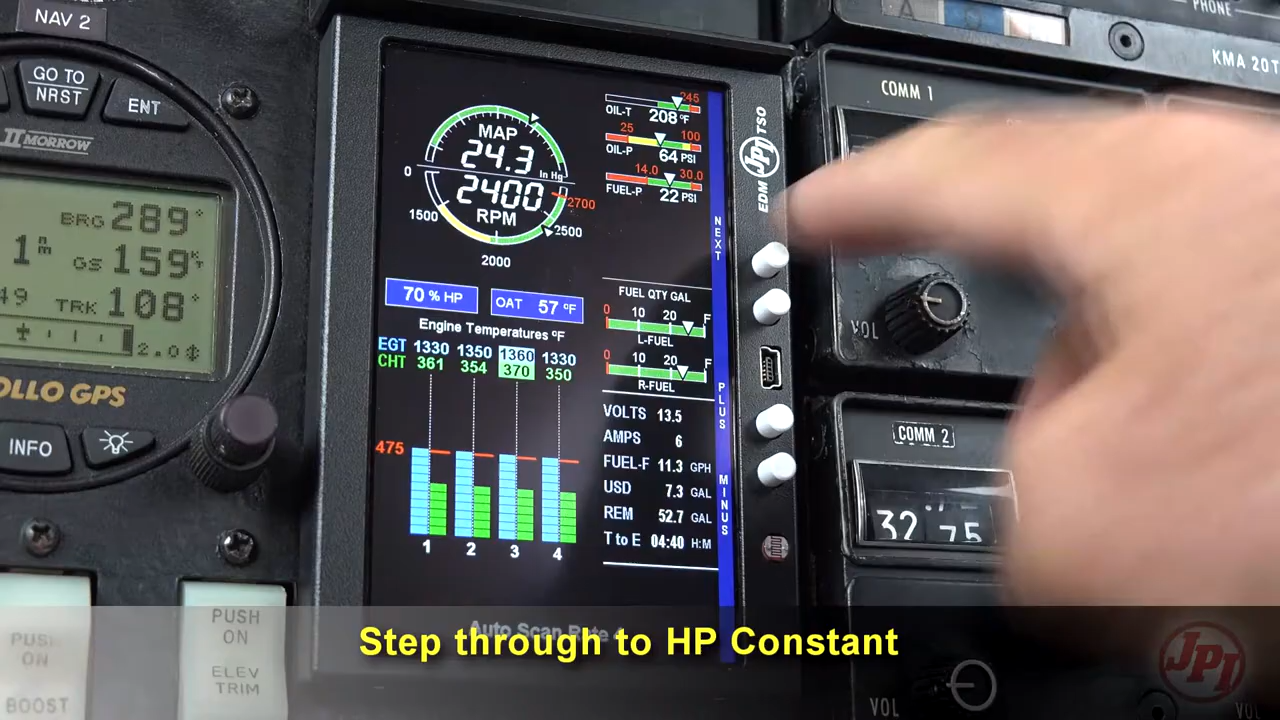 NAV 2
GO TO
NRST
ENT
II MORROW
BRG 289°
1 nm
GS 159 K
49
TRK 108°
2.0
OLLO GPS
INFO
PUSH
ON
BOOST
PUSH
ON
ELEV
TRIM
MAP
24.3
In Hg
0
2400
RPM
2700
1500
2500
2000
245
OIL-T
208 °F
25
100
OIL-P
64 PSI
14.0
30.0
FUEL-P
22 PSI
70 % HP
OAT 57 °F
FUEL QTY GAL
0 10 20 F
L-FUEL
0 10 20 F
R-FUEL
Engine Temperatures °F
EGT 1330 1350 1360 1330
CHT 361 354 370 350
475
1 2 3 4
VOLTS 13.5
AMPS 6
FUEL-F 11.3 GPH
USD 7.3 GAL
REM 52.7 GAL
T to E 04:40 H:M
NEXT
PLUS
MINUS
Auto Scan Rate
EDM JPI TSO
A
PHONE
KMA 20 T
COMM 1
VOL
COMM 2
32 75
VOL
VOL
Step through to HP Constant
JPI